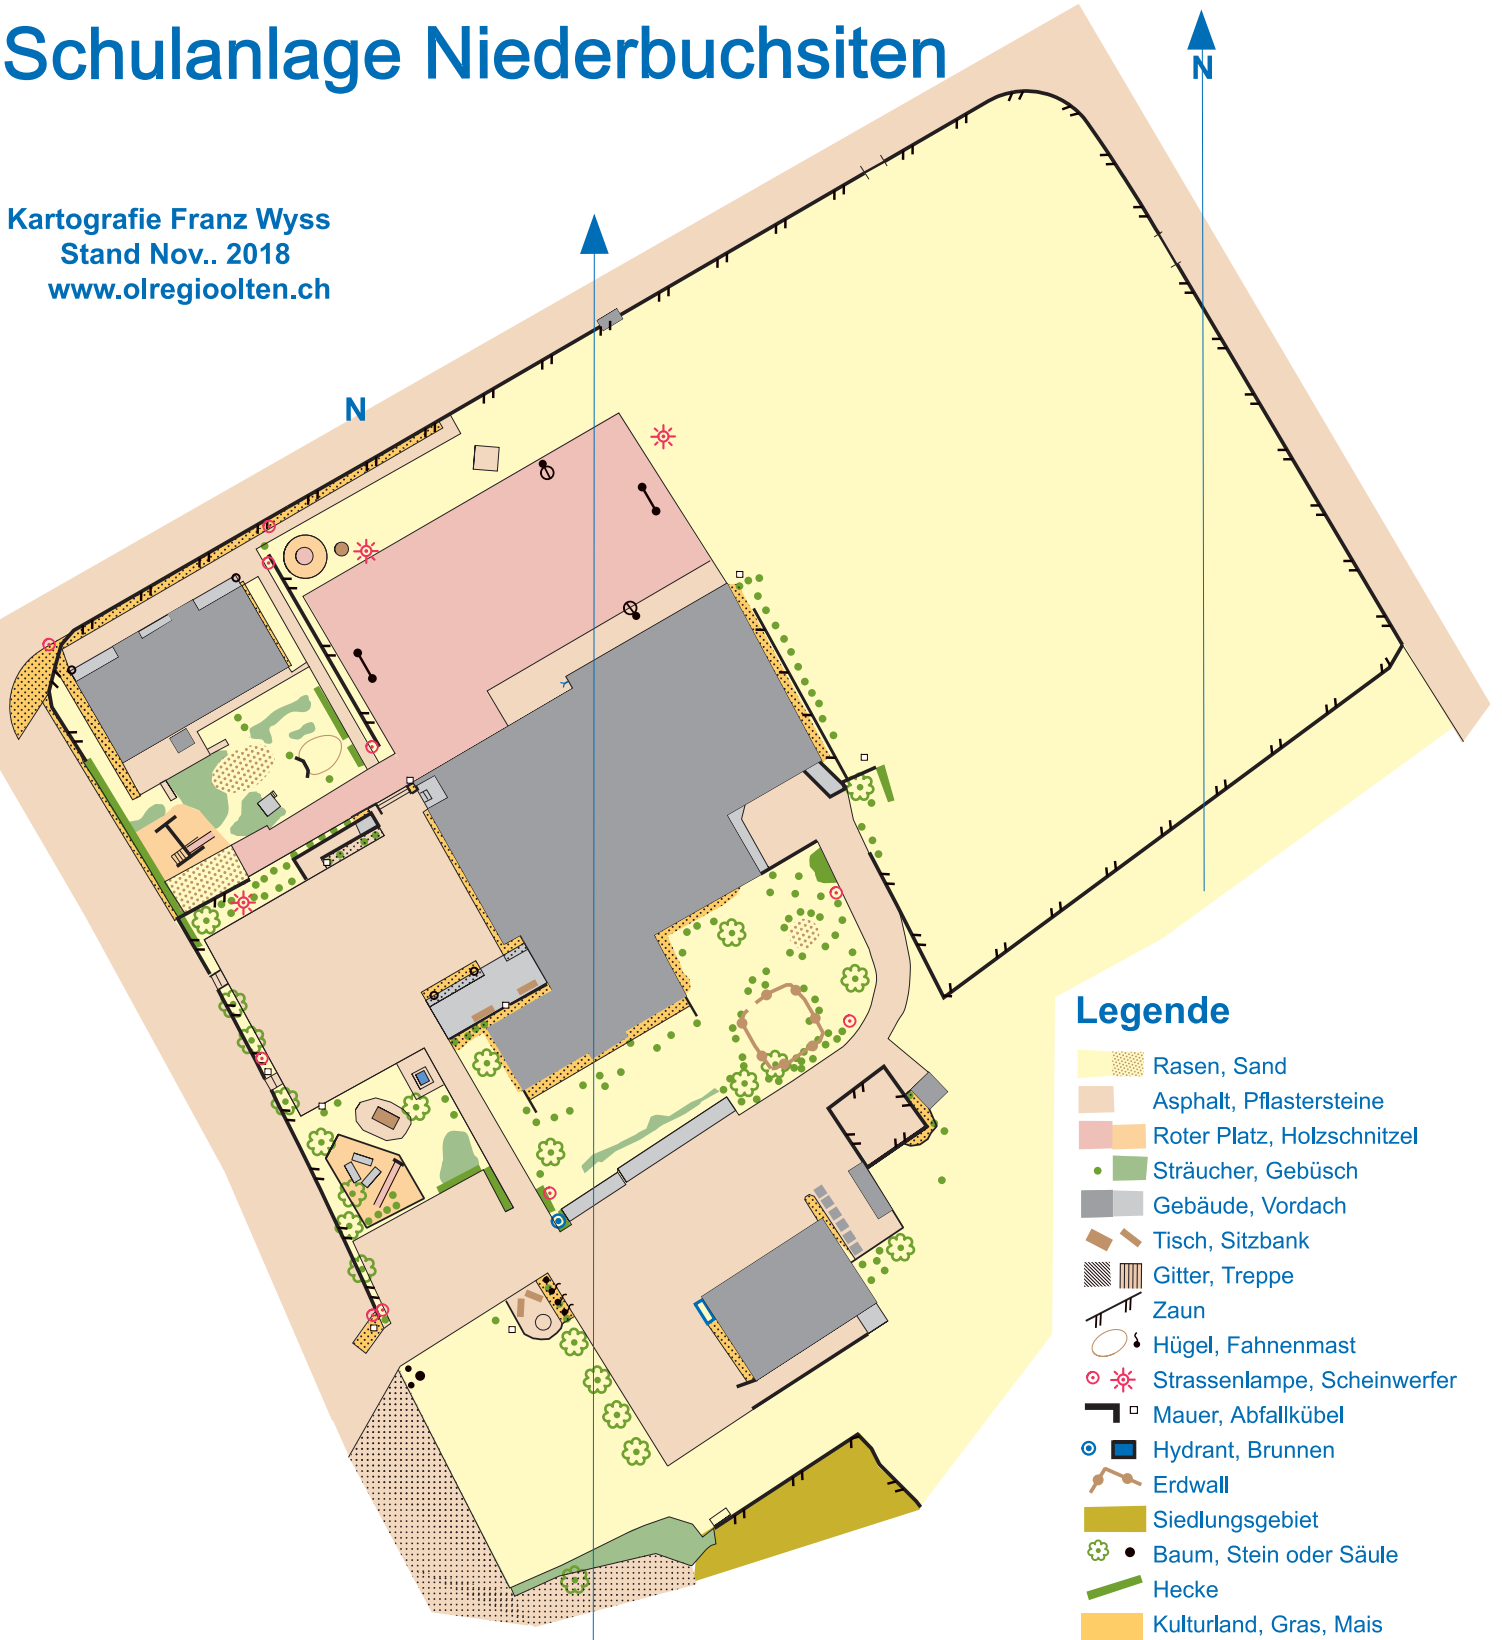 Schulanlage Niederbuchsiten
N
Kartografie Franz Wyss
Stand Nov.. 2018
www.olregioolten.ch
N
Legende
Rasen, Sand
Asphalt, Pflastersteine
Roter Platz, Holzschnitzel
Sträucher, Gebüsch
Gebäude, Vordach
Tisch, Sitzbank
Gitter, Treppe
Zaun
Hügel, Fahnenmast
Strassenlampe, Scheinwerfer
Mauer, Abfallkübel
Hydrant, Brunnen
Erdwall
Siedlungsgebiet
Baum, Stein oder Säule
Hecke
Kulturland, Gras, Mais